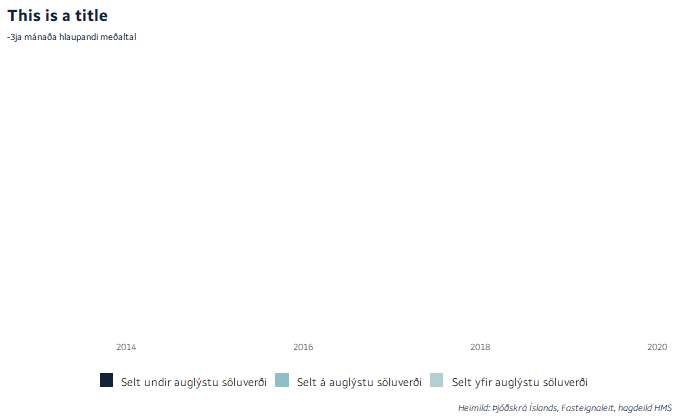 This is a title
-3ja mánaða hlaupandi meðaltal
2014 2016 2018 2020
Selt undir auglýstu söluverði Selt á auglýstu söluverði Selt yfir auglýstu söluverði
Heimild: Þjóðskrá Íslands, Fasteignaleit, hagdeild HMS